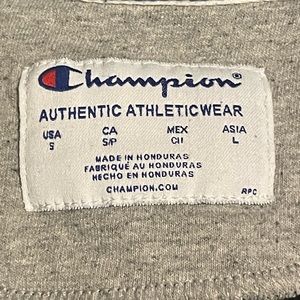 Champion
AUTHENTIC ATHLETICWEAR
USA CA MEX ASIA
S S/P CH L
MADE IN HONDURAS
FABRIQUÉ AU HONDURAS
HECHO EN HONDURAS
CHAMPION.COM RPC